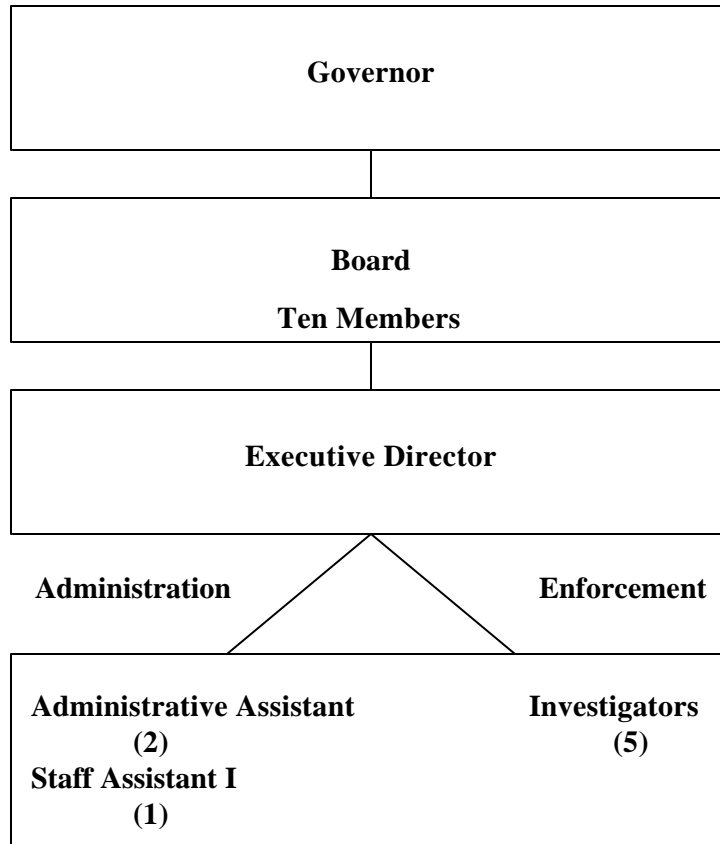 Governor
Board
Ten Members
Executive Director
Administration
Enforcement
Administrative Assistant
(2)
Staff Assistant I
(1)
Investigators
(5)